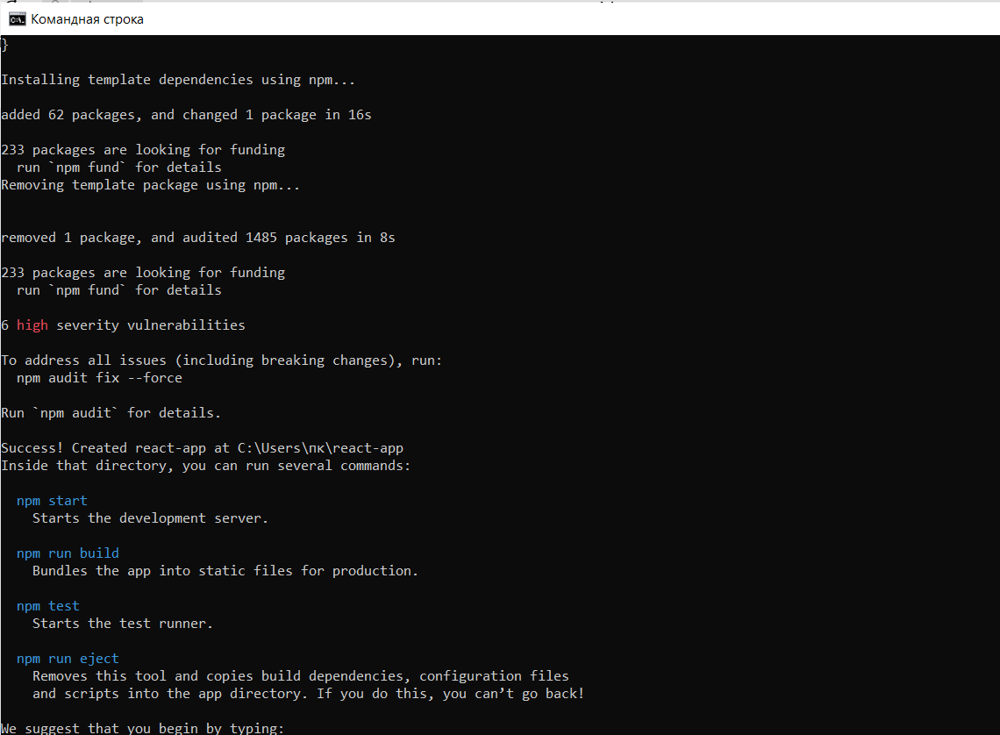 Командная строка
}
Installing template dependencies using npm...
added 62 packages, and changed 1 package in 16s
233 packages are looking for funding
  run `npm fund` for details
Removing template package using npm...
removed 1 package, and audited 1485 packages in 8s
233 packages are looking for funding
  run `npm fund` for details
6 high severity vulnerabilities
To address all issues (including breaking changes), run:
  npm audit fix --force
Run `npm audit` for details.
Success! Created react-app at C:\Users\пк\react-app
Inside that directory, you can run several commands:
  npm start
    Starts the development server.
  npm run build
    Bundles the app into static files for production.
  npm test
    Starts the test runner.
  npm run eject
    Removes this tool and copies build dependencies, configuration files
    and scripts into the app directory. If you do this, you can’t go back!
We suggest that you begin by typing: